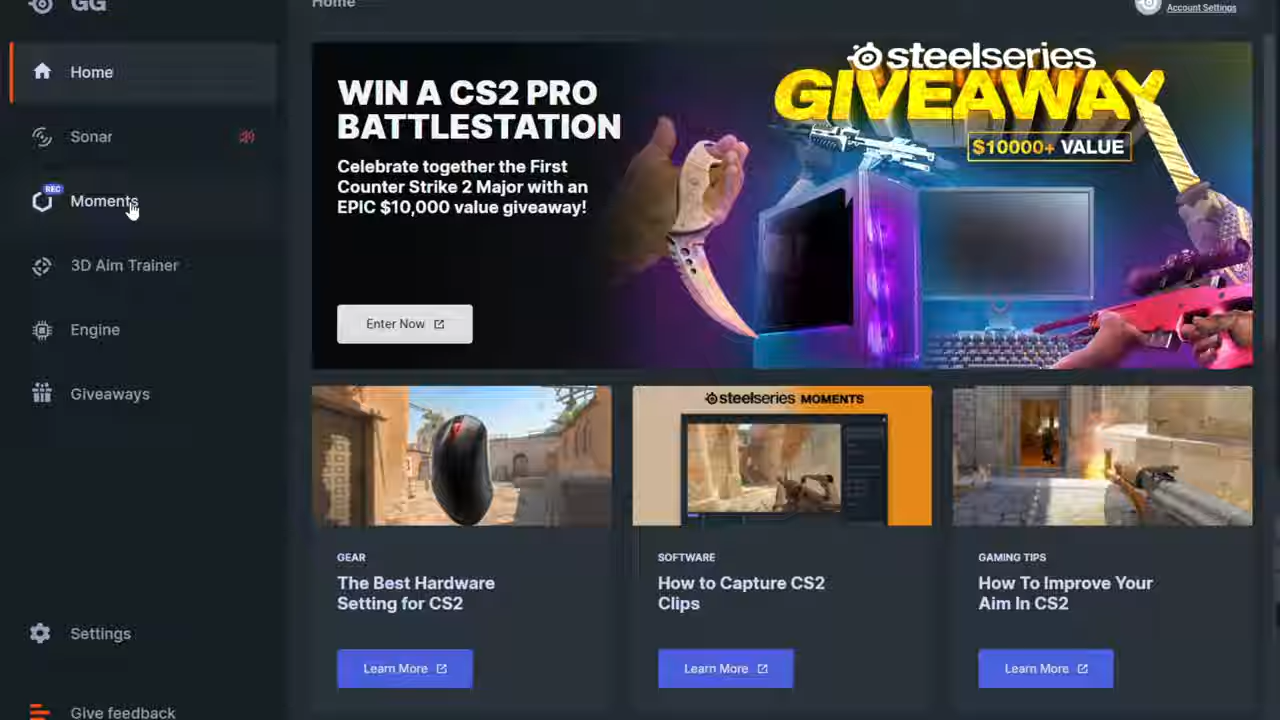 GG
Home
Account Settings
Home
Sonar
REC
Moments
3D Aim Trainer
Engine
Giveaways
Settings
Give feedback
WIN A CS2 PRO
BATTLESTATION
Celebrate together the First
Counter Strike 2 Major with an
EPIC $10,000 value giveaway!
Enter Now
steelseries
GIVEAWAY
$10000+ VALUE
GEAR
The Best Hardware
Setting for CS2
Learn More
steelseries MOMENTS
SOFTWARE
How to Capture CS2
Clips
Learn More
GAMING TIPS
How To Improve Your
Aim In CS2
Learn More